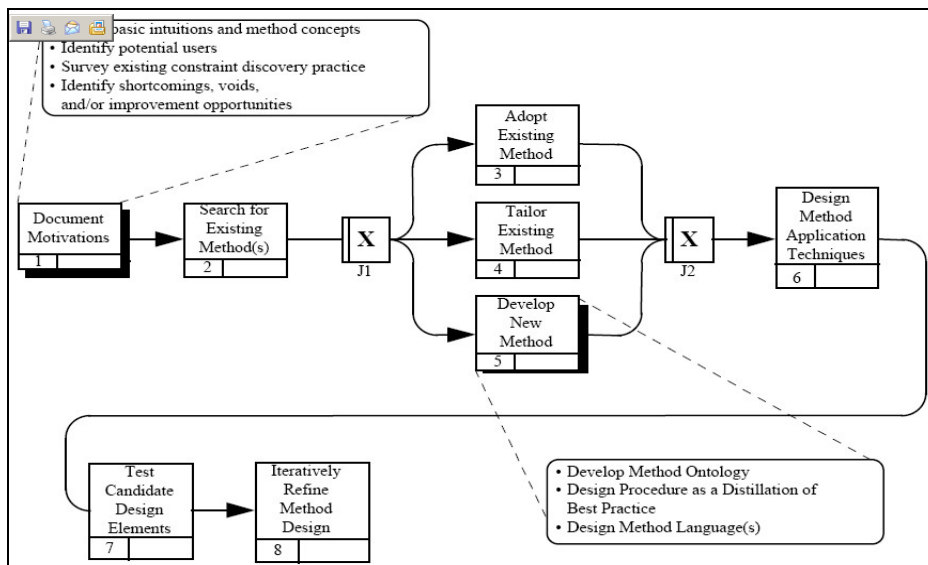 basic intuitions and method concepts
• Identify potential users
• Survey existing constraint discovery practice
• Identify shortcomings, voids,
and/or improvement opportunities
Document
Motivations
1
Search for
Existing
Method(s)
2
X
J1
Adopt
Existing
Method
3
Tailor
Existing
Method
4
Develop
New
Method
5
X
J2
Design
Method
Application
Techniques
6
Test
Candidate
Design
Elements
7
Iteratively
Refine
Method
Design
8
• Develop Method Ontology
• Design Procedure as a Distillation of
Best Practice
• Design Method Language(s)